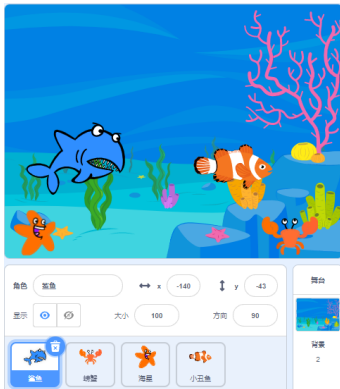 角色 鲨鱼 x -140 y -43
显示 大小 100 方向 90
鲨鱼 螃蟹 海星 小丑鱼
舞台
背景
2